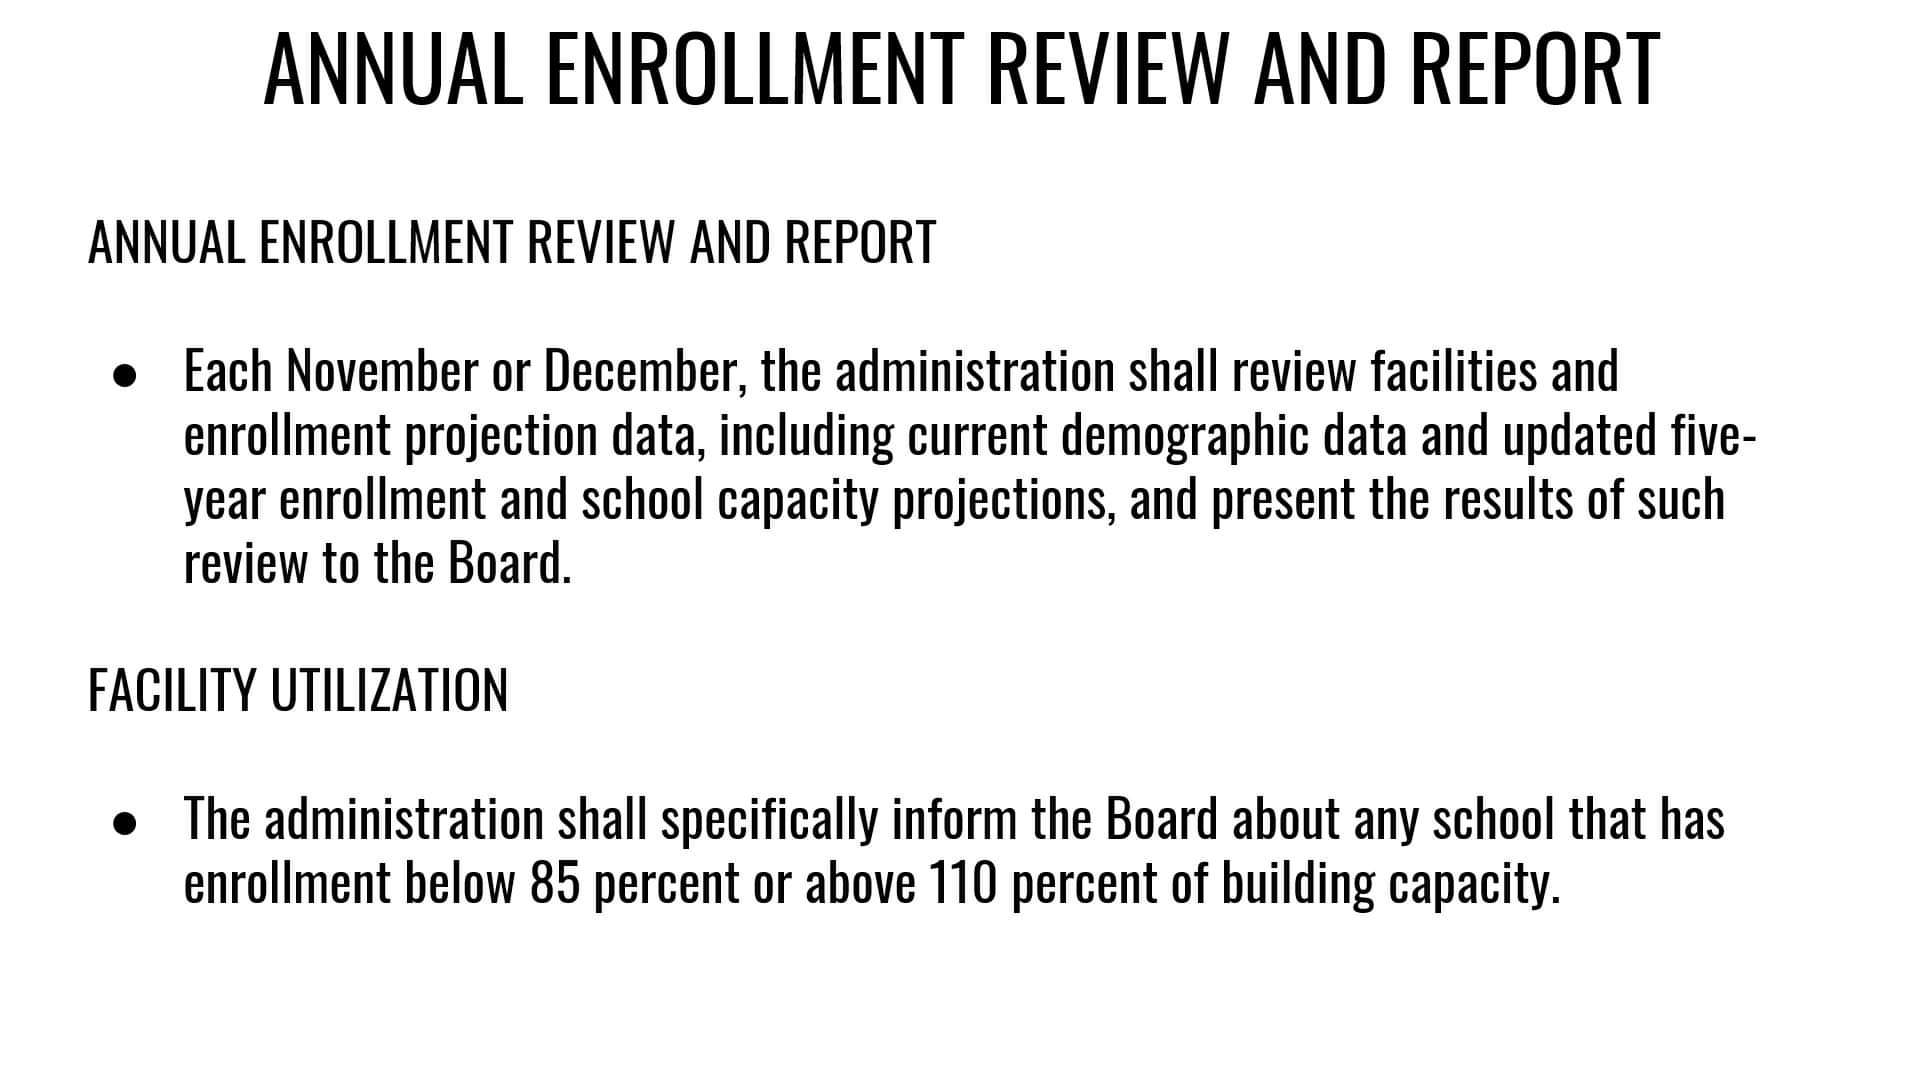 ANNUAL ENROLLMENT REVIEW AND REPORT
ANNUAL ENROLLMENT REVIEW AND REPORT
● Each November or December, the administration shall review facilities and
enrollment projection data, including current demographic data and updated five-
year enrollment and school capacity projections, and present the results of such
review to the Board.
FACILITY UTILIZATION
● The administration shall specifically inform the Board about any school that has
enrollment below 85 percent or above 110 percent of building capacity.